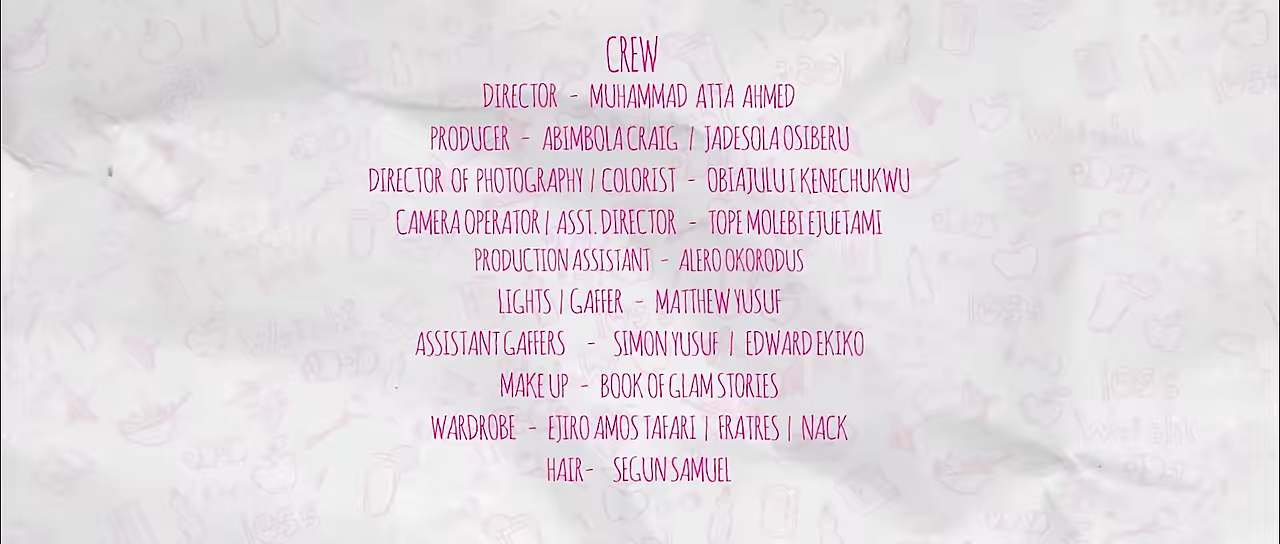 CREW
DIRECTOR - MUHAMMAD ATTA AHMED
PRODUCER - ABIMBOLA CRAIG / JADESOLA OSIBERU
DIRECTOR OF PHOTOGRAPHY / COLORIST - OBIAJULU IKENECHUKWU
CAMERA OPERATOR / ASST. DIRECTOR - TOPE MOLEBI EJUETAMI
PRODUCTION ASSISTANT - ALERO OKORODUS
LIGHTS / GAFFER - MATTHEW YUSUF
ASSISTANT GAFFERS - SIMON YUSUF / EDWARD EKIKO
MAKE UP - BOOK OF GLAM STORIES
WARDROBE - EJIRO AMOS TAFARI | FRATRES | NACK
HAIR- SEGUN SAMUEL